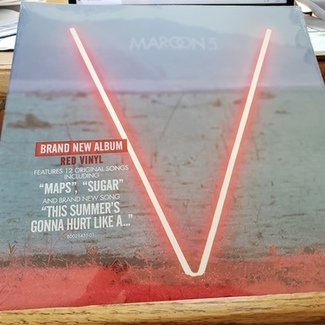 MAROON 5
BRAND NEW ALBUM
RED VINYL
FEATURES 12 ORIGINAL SONGS
INCLUDING
"MAPS", "SUGAR"
AND BRAND NEW SONG
"THIS SUMMER'S
GONNA HURT LIKE A..."